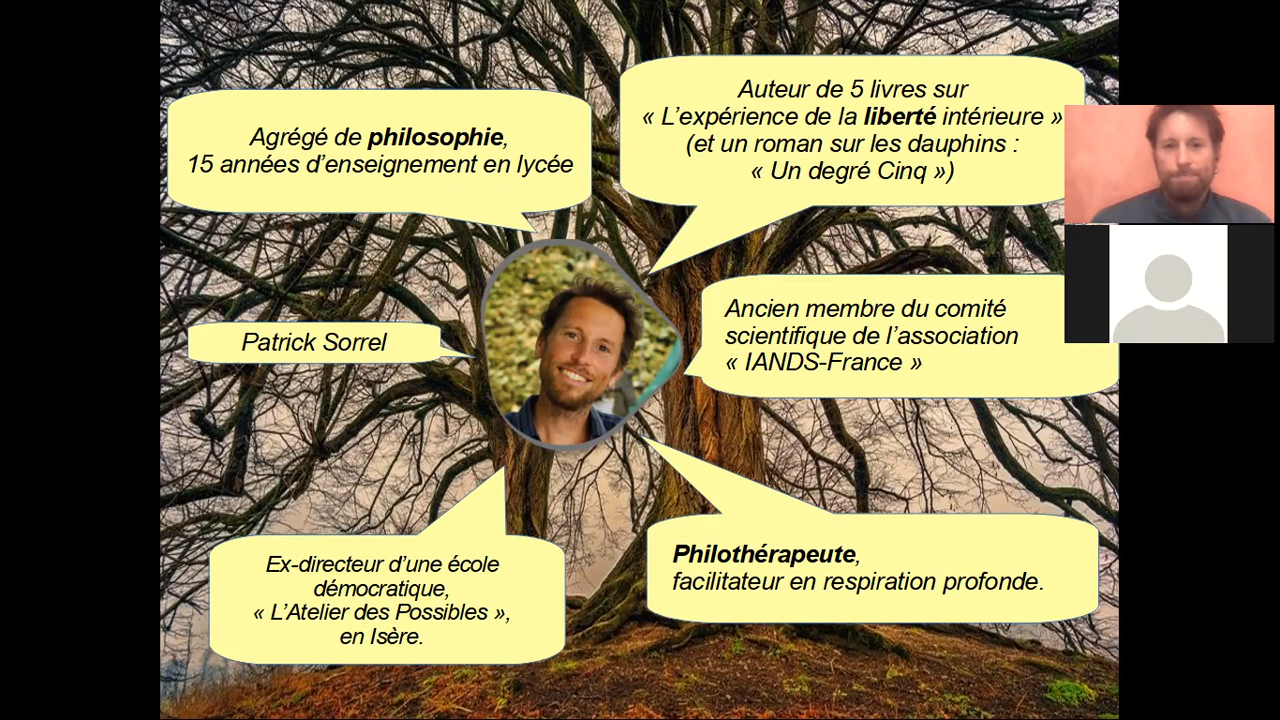 Agrégé de philosophie,
15 années d’enseignement en lycée
Auteur de 5 livres sur
« L’expérience de la liberté intérieure »
(et un roman sur les dauphins :
« Un degré Cinq »)
Patrick Sorrel
Ancien membre du comité
scientifique de l’association
« IANDS-France »
Ex-directeur d’une école
démocratique,
« L’Atelier des Possibles »,
en Isère.
Philothérapeute,
facilitateur en respiration profonde.